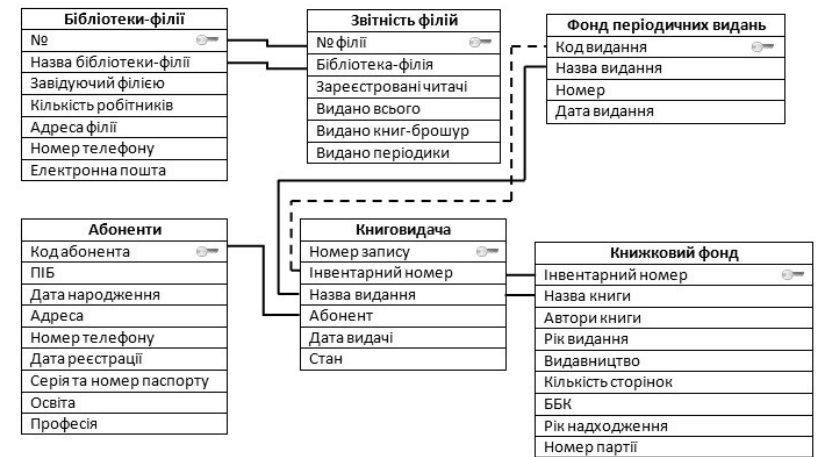 Бібліотеки-філії
№
Назва бібліотеки-філії
Завідуючий філією
Кількість робітників
Адреса філії
Номер телефону
Електронна пошта
Звітність філій
№ філії
Бібліотека-філія
Зареєстровані читачі
Видано всього
Видано книг-брошур
Видано періодики
Фонд періодичних видань
Код видання
Назва видання
Номер
Дата видання
Абоненти
Код абонента
ПІБ
Дата народження
Адреса
Номер телефону
Дата реєстрації
Серія та номер паспорту
Освіта
Професія
Книговидача
Номер запису
Інвентарний номер
Назва видання
Абонент
Дата видачі
Стан
Книжковий фонд
Інвентарний номер
Назва книги
Автори книги
Рік видання
Видавництво
Кількість сторінок
ББК
Рік надходження
Номер партії